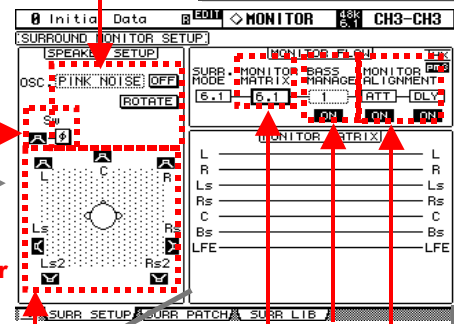 0 Initial Data EDIT ◇MONITOR 48k 6.1 CH3-CH3
SURROUND MONITOR SETUP
SPEAKER SETUP
MONITOR FLOW
OSC. PINK NOISE OFF
ROTATE
SURR. MODE MONITOR MATRIX BASS MANAGE MONITOR ALIGNMENT
6.1 6.1 1 ATT DLY
ON ON ON
Sw
Φ
MONITOR MATRIX
L C R
Ls Rs
Ls2 Rs2
L L
R R
Ls Ls
Rs Rs
C C
Bs Bs
LFE LFE
r
SURR SETUP SURR PATCH SURR LIB